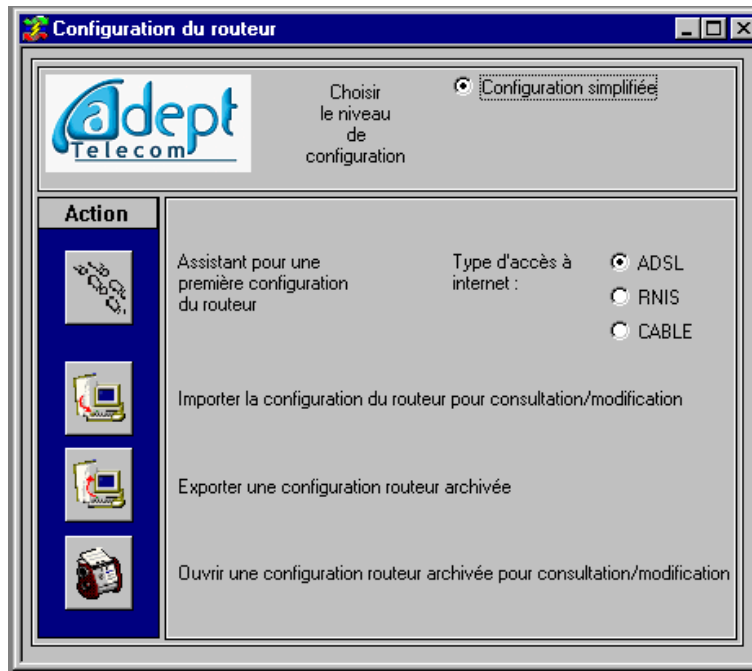 Configuration du routeur
adept
Telecom
Choisir
le niveau
de
configuration
Configuration simplifiée
Action
Assistant pour une
première configuration
du routeur
Type d'accès à
internet :
ADSL
RNIS
CABLE
Importer la configuration du routeur pour consultation/modification
Exporter une configuration routeur archivée
Ouvrir une configuration routeur archivée pour consultation/modification